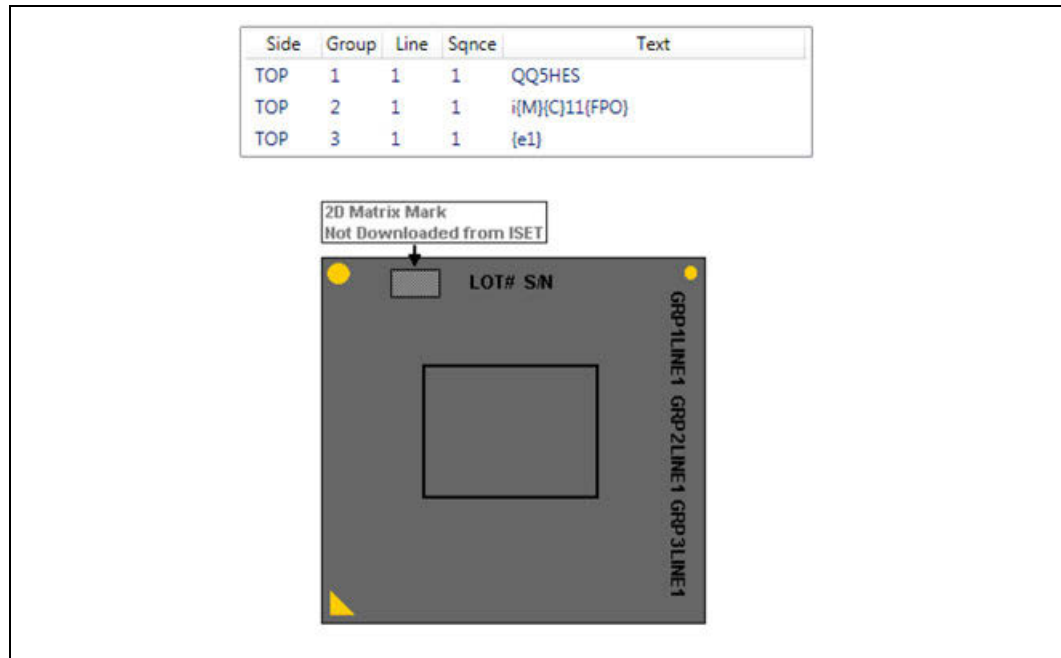 Side Group Line Sqnce Text
TOP 1 1 1 QQ5HES
TOP 2 1 1 i{M}{C}11{FPO}
TOP 3 1 1 {e1}
2D Matrix Mark
Not Downloaded from ISET
LOT# S/N
GRP1LINE1 GRP2LINE1 GRP3LINE1